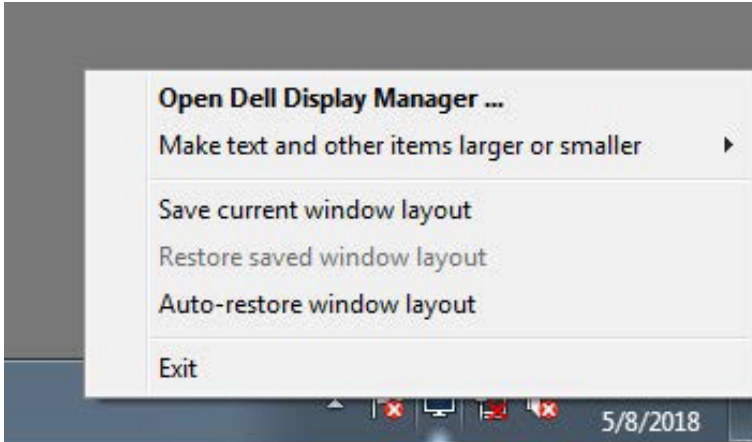 Open Dell Display Manager ...
Make text and other items larger or smaller
Save current window layout
Restore saved window layout
Auto-restore window layout
Exit
5/8/2018